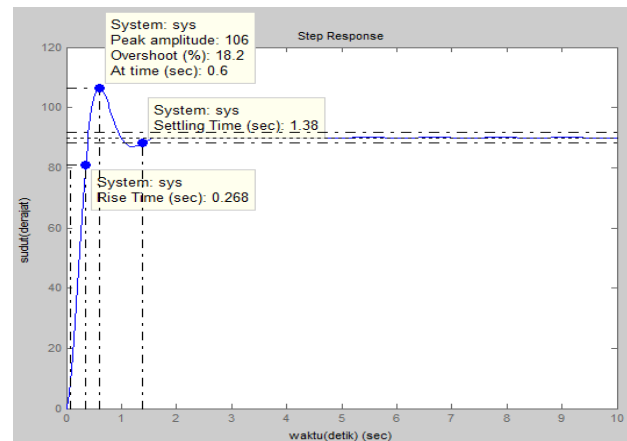 System: sys
Peak amplitude: 106
Overshoot (%): 18.2
At time (sec): 0.6
Step Response
System: sys
Settling Time (sec): 1.38
System: sys
Rise Time (sec): 0.268
sudut(derajat)
120
100
80
60
40
20
0
0 1 2 3 4 5 6 7 8 9 10
waktu(detik) (sec)